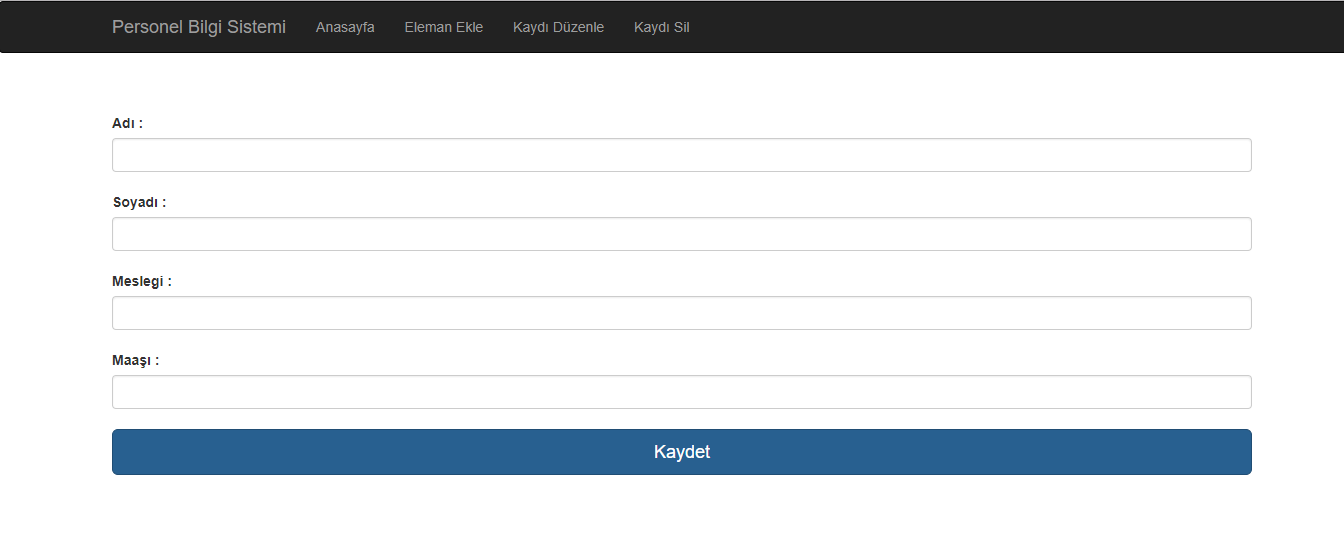 Personel Bilgi Sistemi Anasayfa Eleman Ekle Kaydı Düzenle Kaydı Sil
Adı :
Soyadı :
Meslegi :
Maaşı :
Kaydet